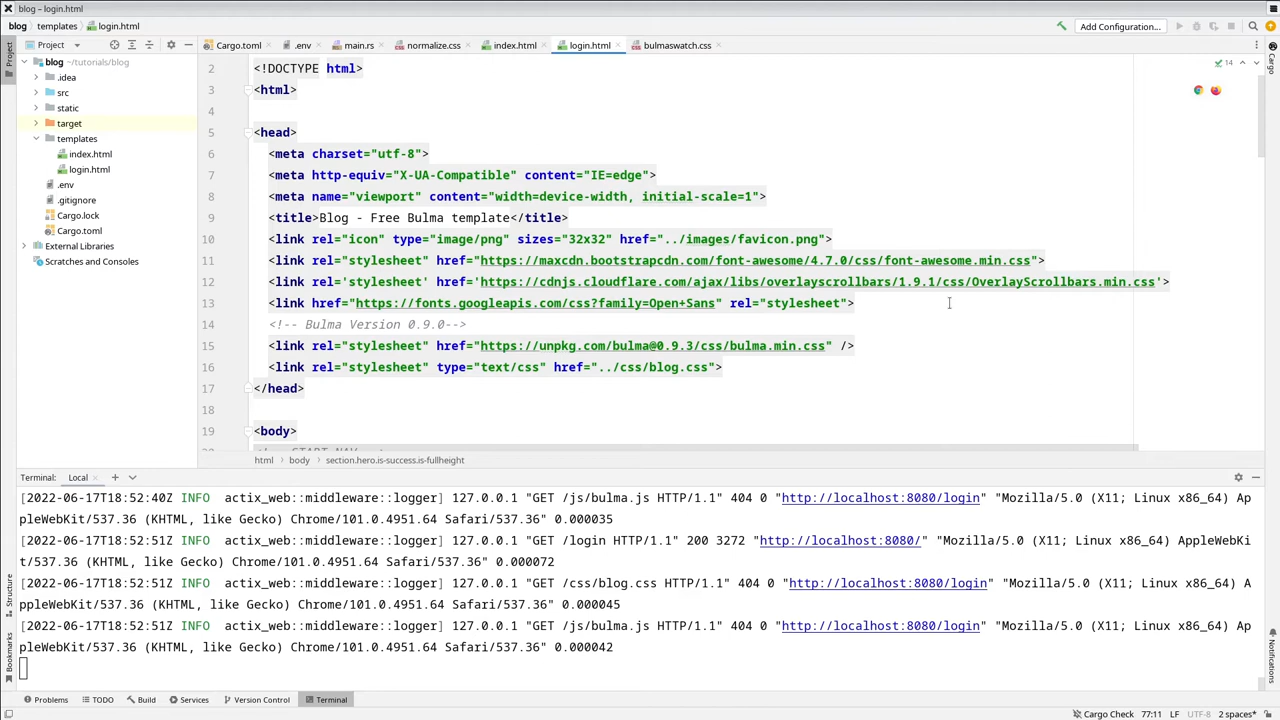 blog – login.html
blog templates login.html Add Configuration...
Project Cargo.toml .env main.rs normalize.css index.html login.html bulmaswatch.css
Project
Cargo
blog ~/tutorials/blog
.idea
src
static
target
templates
index.html
login.html
.env
.gitignore
Cargo.lock
Cargo.toml
External Libraries
Scratches and Consoles
14
2 <!DOCTYPE html>
3 <html>
4
5 <head>
6 <meta charset="utf-8">
7 <meta http-equiv="X-UA-Compatible" content="IE=edge">
8 <meta name="viewport" content="width=device-width, initial-scale=1">
9 <title>Blog - Free Bulma template</title>
10 <link rel="icon" type="image/png" sizes="32x32" href="../images/favicon.png">
11 <link rel="stylesheet" href="https://maxcdn.bootstrapcdn.com/font-awesome/4.7.0/css/font-awesome.min.css">
12 <link rel='stylesheet' href='https://cdnjs.cloudflare.com/ajax/libs/overlayscrollbars/1.9.1/css/OverlayScrollbars.min.css'>
13 <link href="https://fonts.googleapis.com/css?family=Open+Sans" rel="stylesheet">
14 <!-- Bulma Version 0.9.0-->
15 <link rel="stylesheet" href="https://unpkg.com/bulma@0.9.3/css/bulma.min.css" />
16 <link rel="stylesheet" type="text/css" href="../css/blog.css">
17 </head>
18
19 <body>
html body section.hero.is-success.is-fullheight
Terminal: Local
[2022-06-17T18:52:40Z INFO actix_web::middleware::logger] 127.0.0.1 "GET /js/bulma.js HTTP/1.1" 404 0 "http://localhost:8080/login" "Mozilla/5.0 (X11; Linux x86_64) Ap
pleWebKit/537.36 (KHTML, like Gecko) Chrome/101.0.4951.64 Safari/537.36" 0.000035
[2022-06-17T18:52:51Z INFO actix_web::middleware::logger] 127.0.0.1 "GET /login HTTP/1.1" 200 3272 "http://localhost:8080/" "Mozilla/5.0 (X11; Linux x86_64) AppleWebKi
t/537.36 (KHTML, like Gecko) Chrome/101.0.4951.64 Safari/537.36" 0.000072
[2022-06-17T18:52:51Z INFO actix_web::middleware::logger] 127.0.0.1 "GET /css/blog.css HTTP/1.1" 404 0 "http://localhost:8080/login" "Mozilla/5.0 (X11; Linux x86_64) A
ppleWebKit/537.36 (KHTML, like Gecko) Chrome/101.0.4951.64 Safari/537.36" 0.000045
[2022-06-17T18:52:51Z INFO actix_web::middleware::logger] 127.0.0.1 "GET /js/bulma.js HTTP/1.1" 404 0 "http://localhost:8080/login" "Mozilla/5.0 (X11; Linux x86_64) Ap
pleWebKit/537.36 (KHTML, like Gecko) Chrome/101.0.4951.64 Safari/537.36" 0.000042
Structure
Bookmarks
Notifications
Problems TODO Build Services Version Control Terminal
Cargo Check 77:11 LF UTF-8 2 spaces*